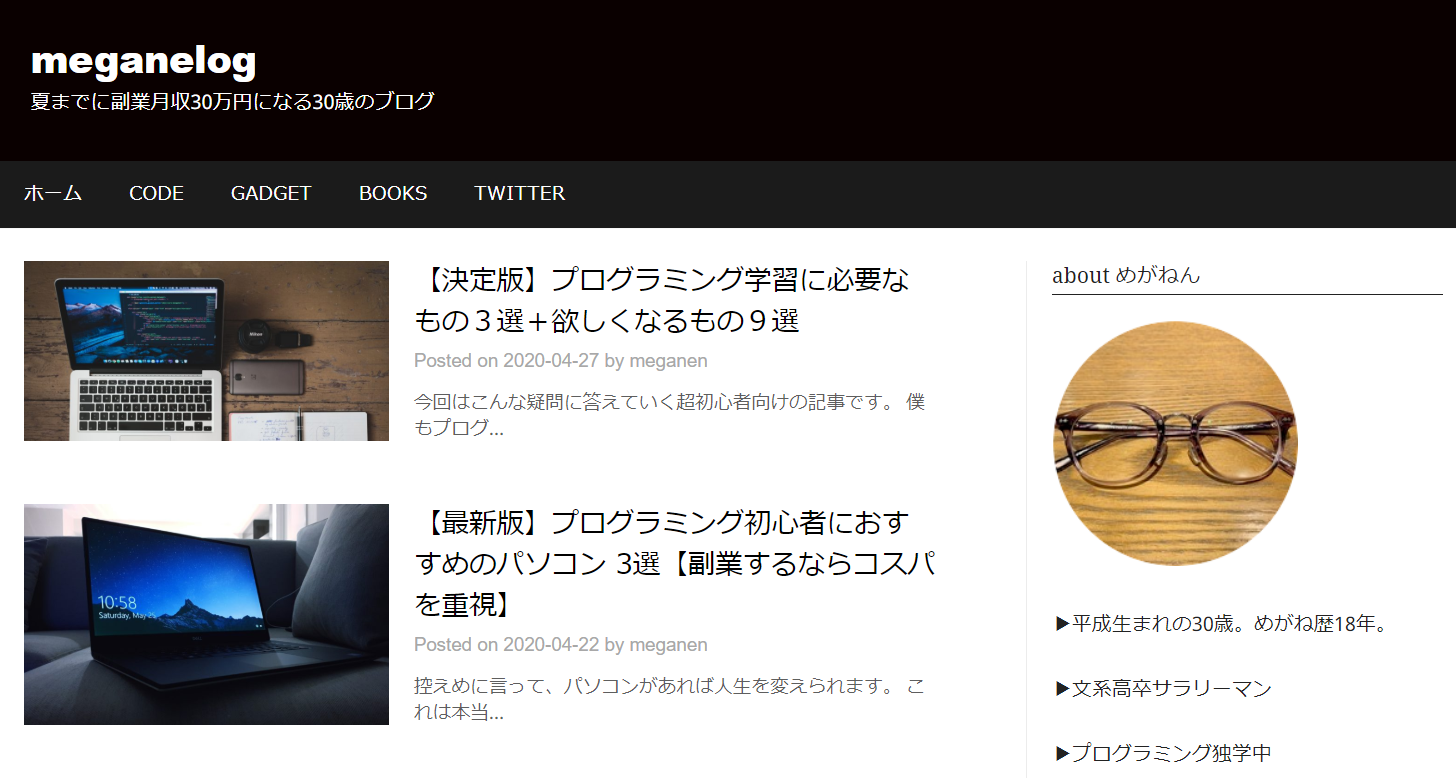 meganelog
夏までに副業月収30万円になる30歳のブログ
ホーム CODE GADGET BOOKS TWITTER
【決定版】プログラミング学習に必要な
もの３選＋欲しくなるもの９選
Posted on 2020-04-27 by meganen
今回はこんな疑問に答えていく超初心者向けの記事です。 僕
もプログ...
10:58
Saturday, May 25
【最新版】プログラミング初心者におす
すめのパソコン 3選【副業するならコスパ
を重視】
Posted on 2020-04-22 by meganen
控えめに言って、パソコンがあれば人生を変えられます。 こ
れは本当...
about めがねん
▶平成生まれの30歳。めがね歴18年。
▶文系高卒サラリーマン
▶プログラミング独学中